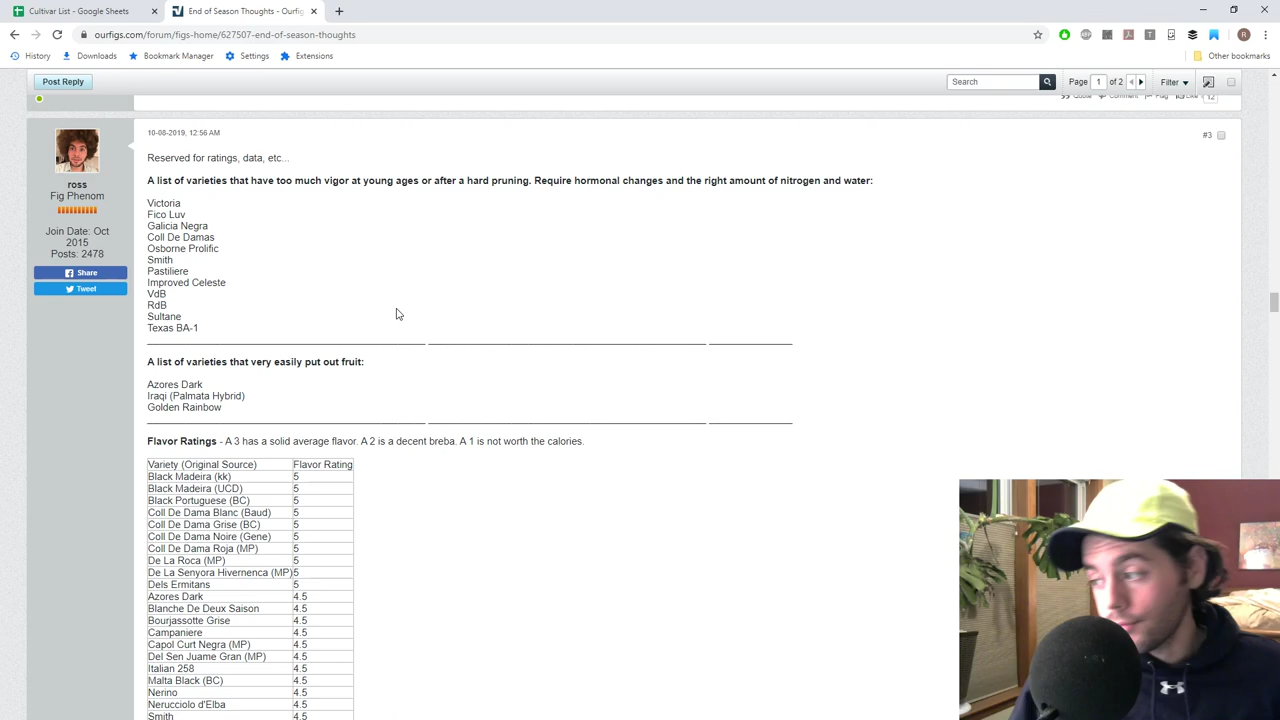 Cultivar List - Google Sheets
End of Season Thoughts - Ourfigs
ourfigs.com/forum/figs-home/627507-end-of-season-thoughts
R
History
Downloads
Bookmark Manager
Settings
Extensions
Other bookmarks
Post Reply
Search
Page 1 of 2
Filter
Quote
Comment
Flag
Like
12
10-08-2019, 12:56 AM
#3
ross
Fig Phenom
Join Date: Oct
2015
Posts: 2478
Share
Tweet
Reserved for ratings, data, etc...
A list of varieties that have too much vigor at young ages or after a hard pruning. Require hormonal changes and the right amount of nitrogen and water:
Victoria
Fico Luv
Galicia Negra
Coll De Damas
Osborne Prolific
Smith
Pastiliere
Improved Celeste
VdB
RdB
Sultane
Texas BA-1
A list of varieties that very easily put out fruit:
Azores Dark
Iraqi (Palmata Hybrid)
Golden Rainbow
Flavor Ratings - A 3 has a solid average flavor. A 2 is a decent breba. A 1 is not worth the calories.
Variety (Original Source) Flavor Rating
Black Madeira (kk) 5
Black Madeira (UCD) 5
Black Portuguese (BC) 5
Coll De Dama Blanc (Baud) 5
Coll De Dama Grise (BC) 5
Coll De Dama Noire (Gene) 5
Coll De Dama Roja (MP) 5
De La Roca (MP) 5
De La Senyora Hivernenca (MP) 5
Dels Ermitans 5
Azores Dark 4.5
Blanche De Deux Saison 4.5
Bourjassotte Grise 4.5
Campaniere 4.5
Capol Curt Negra (MP) 4.5
Del Sen Juame Gran (MP) 4.5
Italian 258 4.5
Malta Black (BC) 4.5
Nerino 4.5
Nerucciolo d'Elba 4.5
Smith 4.5